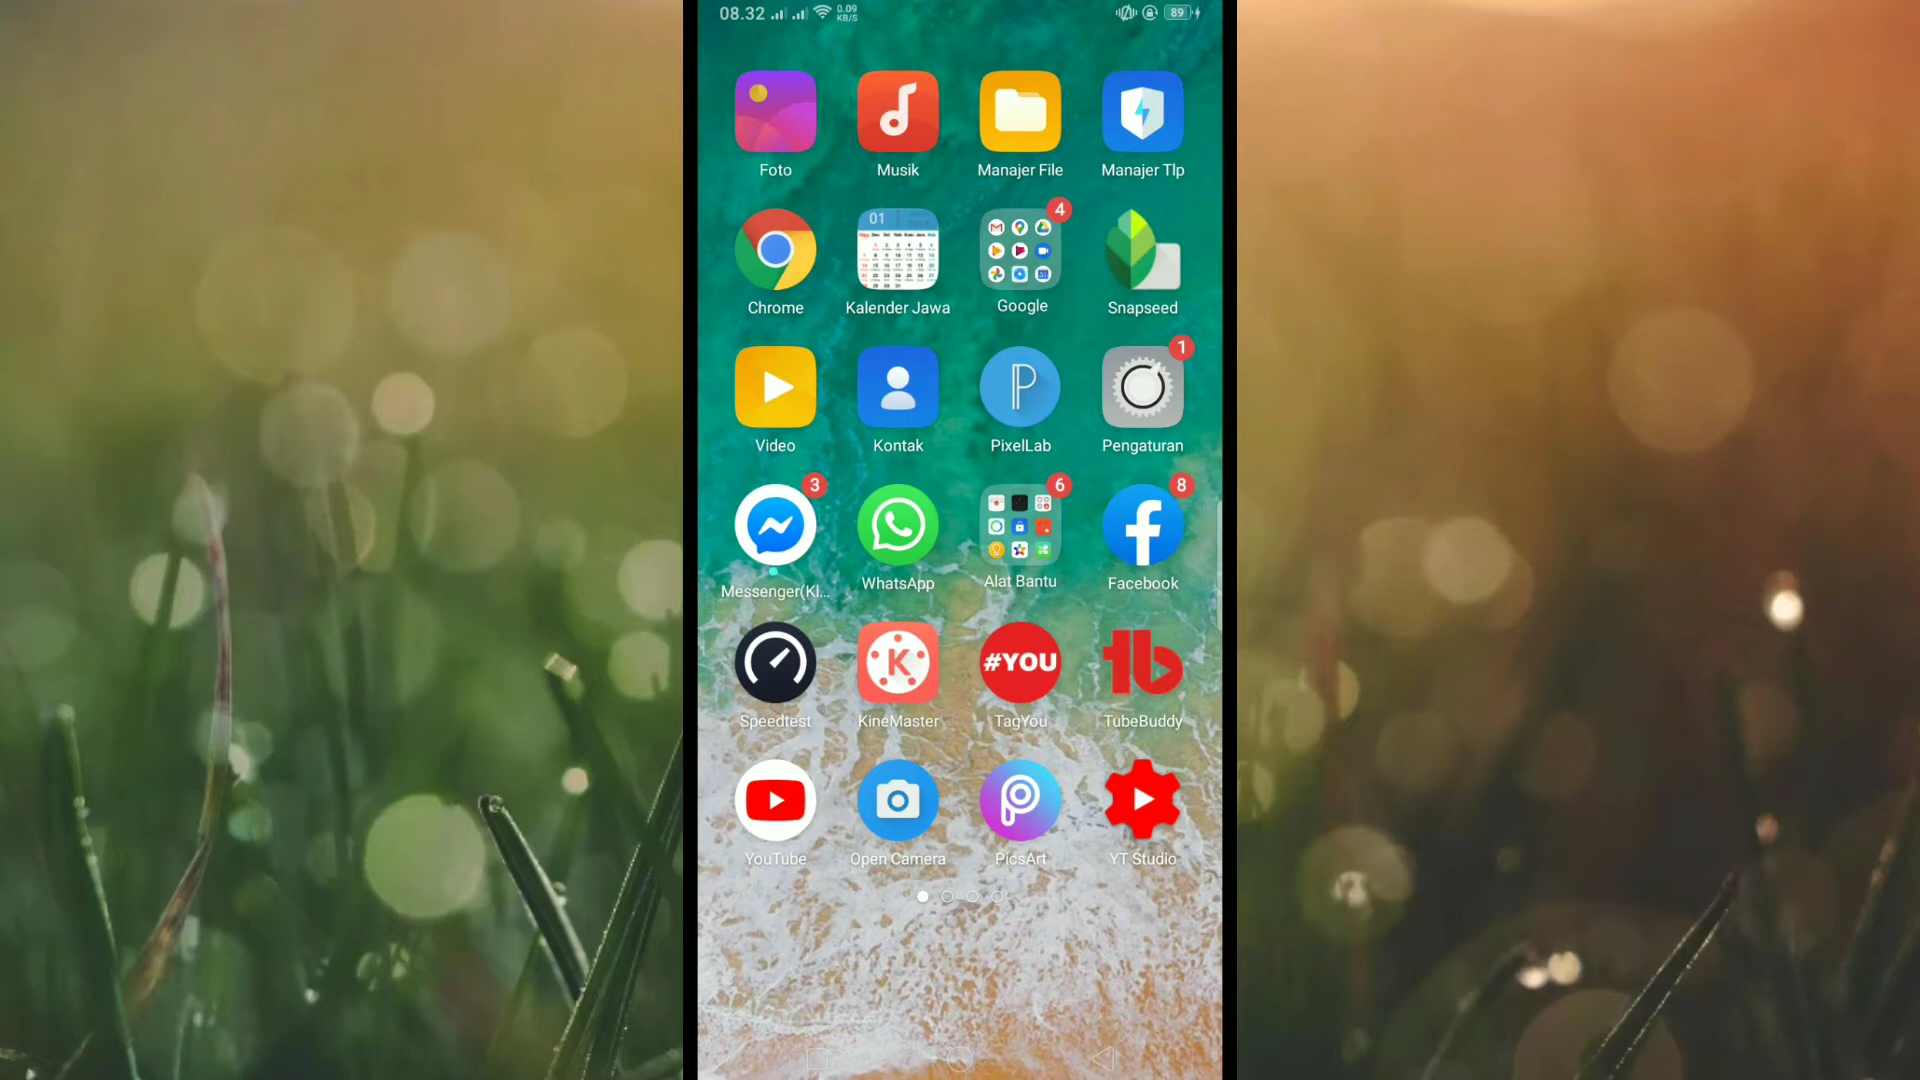 08.32 0.09 KB/S 89
Foto Musik Manajer File Manajer Tlp
01 4
Chrome Kalender Jawa Google Snapseed
1
Video Kontak PixelLab Pengaturan
3 6 8
Messenger(Kl... WhatsApp Alat Bantu Facebook
K #YOU tb
Speedtest KineMaster TagYou TubeBuddy
YouTube Open Camera PicsArt YT Studio